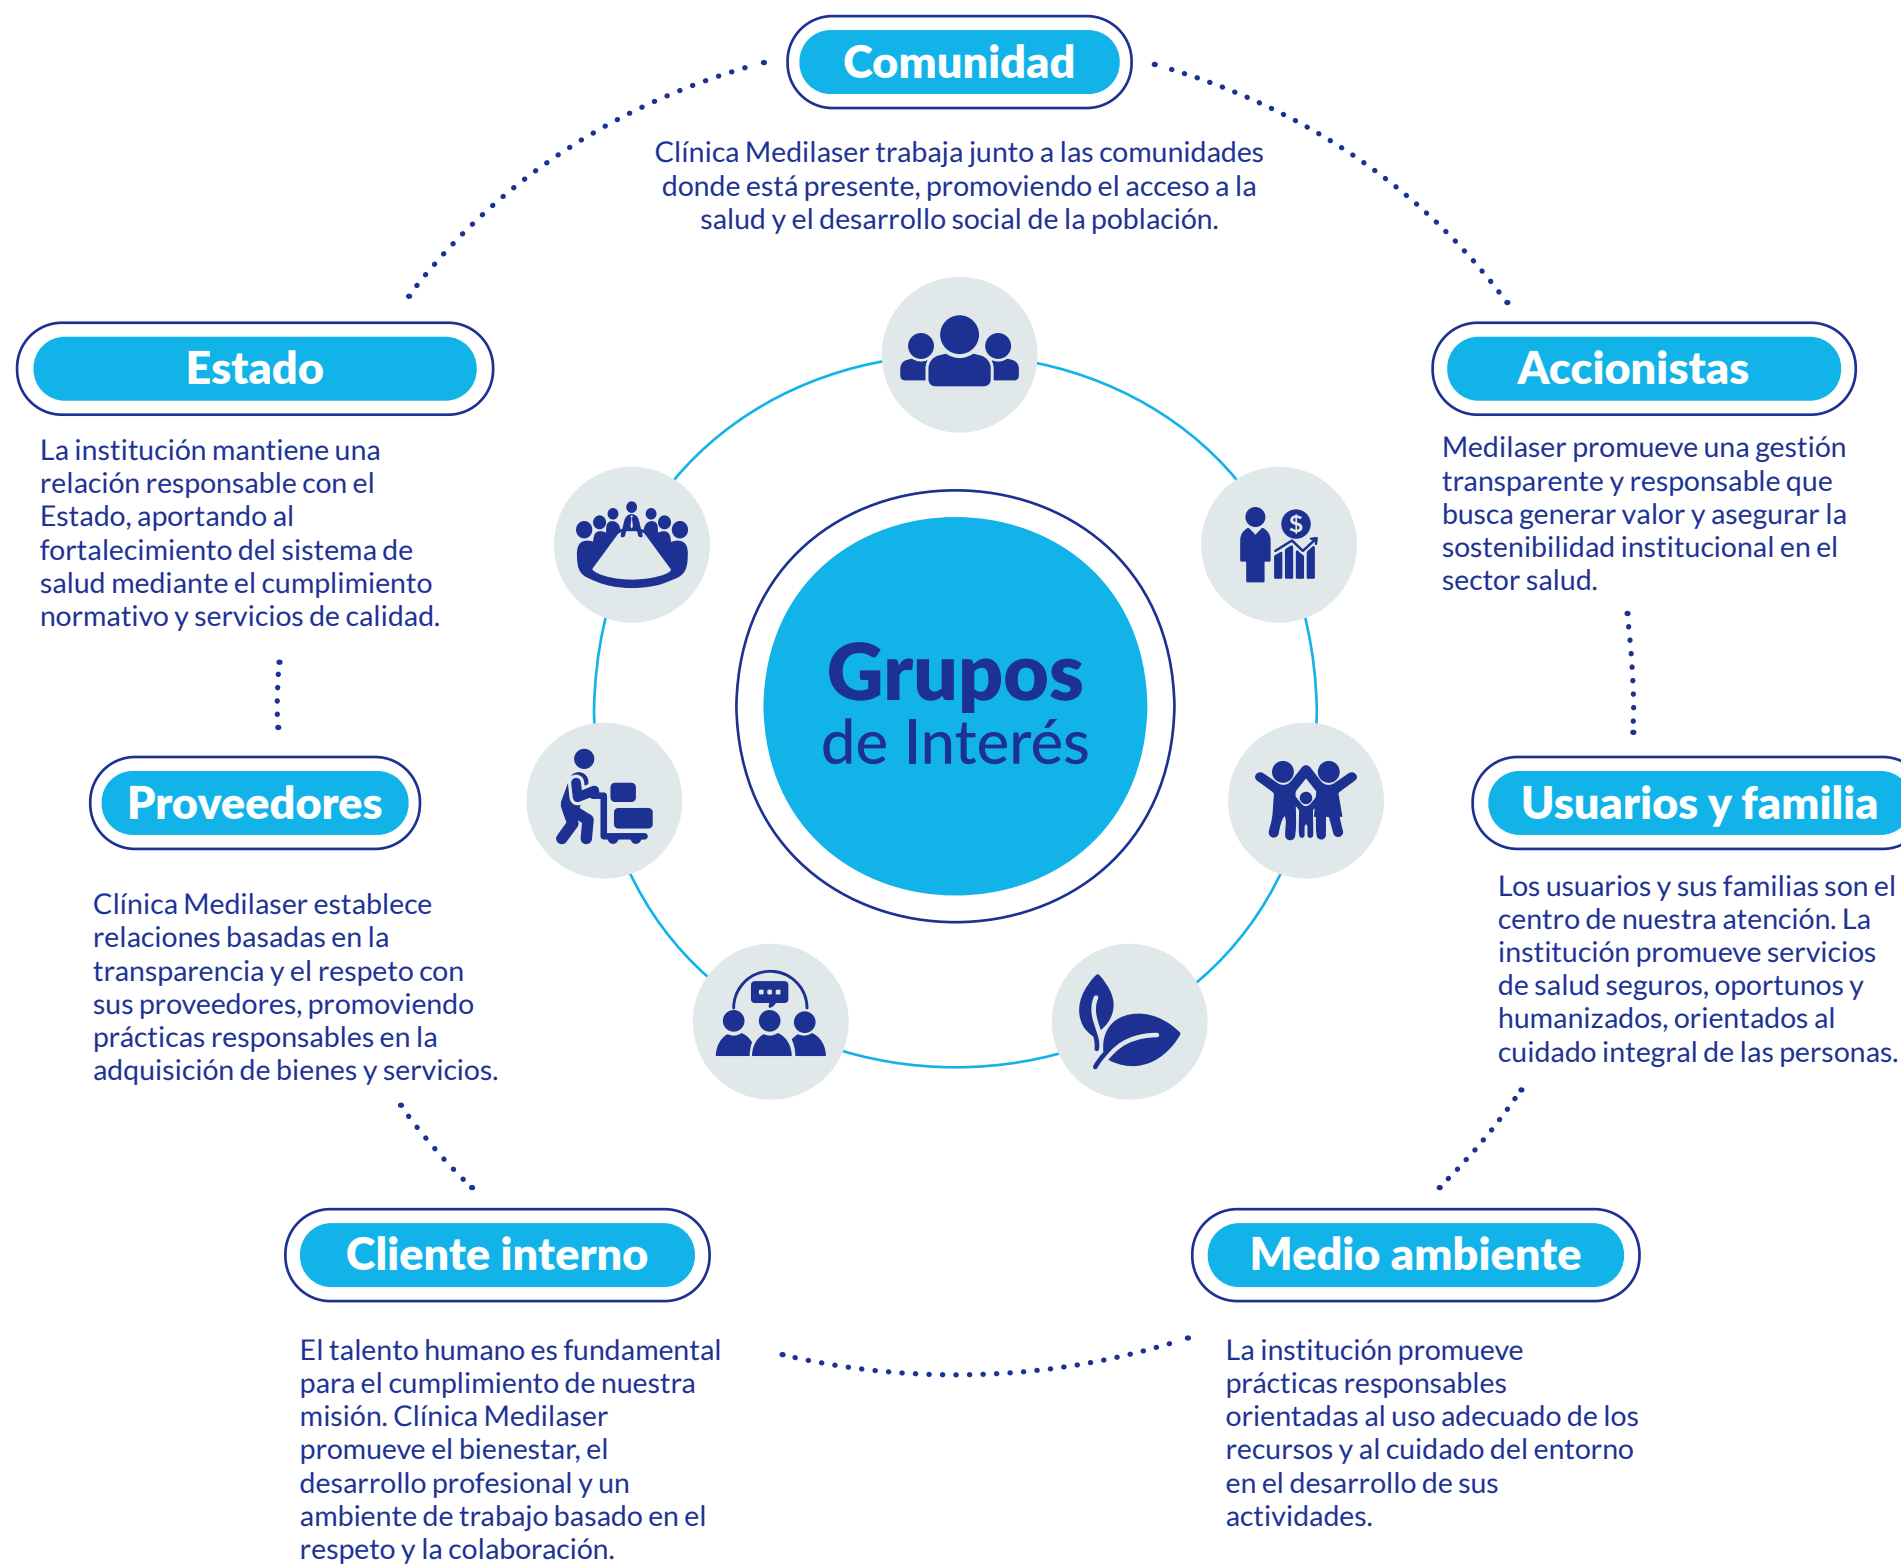 Comunidad
Clínica Medilaser trabaja junto a las comunidades
donde está presente, promoviendo el acceso a la
salud y el desarrollo social de la población.
Estado
La institución mantiene una
relación responsable con el
Estado, aportando al
fortalecimiento del sistema de
salud mediante el cumplimiento
normativo y servicios de calidad.
Accionistas
Medilaser promueve una gestión
transparente y responsable que
busca generar valor y asegurar la
sostenibilidad institucional en el
sector salud.
$
Grupos
de Interés
Proveedores
Clínica Medilaser establece
relaciones basadas en la
transparencia y el respeto con
sus proveedores, promoviendo
prácticas responsables en la
adquisición de bienes y servicios.
Usuarios y familia
Los usuarios y sus familias son el
centro de nuestra atención. La
institución promueve servicios
de salud seguros, oportunos y
humanizados, orientados al
cuidado integral de las personas.
Cliente interno
El talento humano es fundamental
para el cumplimiento de nuestra
misión. Clínica Medilaser
promueve el bienestar, el
desarrollo profesional y un
ambiente de trabajo basado en el
respeto y la colaboración.
Medio ambiente
La institución promueve
prácticas responsables
orientadas al uso adecuado de los
recursos y al cuidado del entorno
en el desarrollo de sus
actividades.